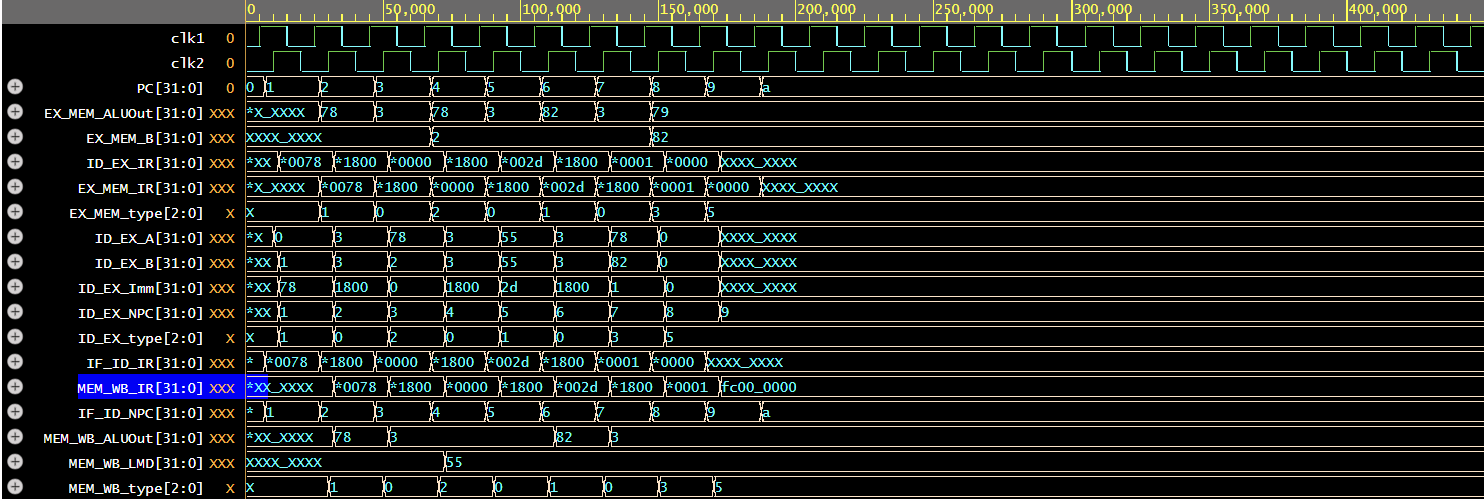 0 50,000 100,000 150,000 200,000 250,000 300,000 350,000 400,000
clk1 0
clk2 0
PC[31:0] 0 0 1 2 3 4 5 6 7 8 9 a
EX_MEM_ALUOut[31:0] XXX *X_XXXX 78 3 78 3 82 3 79
EX_MEM_B[31:0] XXX XXXX_XXXX 2 82
ID_EX_IR[31:0] XXX *XX *0078 *1800 *0000 *1800 *002d *1800 *0001 *0000 XXXX_XXXX
EX_MEM_IR[31:0] XXX *X_XXXX *0078 *1800 *0000 *1800 *002d *1800 *0001 *0000 XXXX_XXXX
EX_MEM_type[2:0] X X 1 0 2 0 1 0 3 5
ID_EX_A[31:0] XXX *X 0 3 78 3 55 3 78 0 XXXX_XXXX
ID_EX_B[31:0] XXX *XX 1 3 2 3 55 3 82 0 XXXX_XXXX
ID_EX_Imm[31:0] XXX *XX 78 1800 0 1800 2d 1800 1 0 XXXX_XXXX
ID_EX_NPC[31:0] XXX *XX 1 2 3 4 5 6 7 8 9
ID_EX_type[2:0] X X 1 0 2 0 1 0 3 5
IF_ID_IR[31:0] XXX * *0078 *1800 *0000 *1800 *002d *1800 *0001 *0000 XXXX_XXXX
MEM_WB_IR[31:0] XXX *XX_XXXX *0078 *1800 *0000 *1800 *002d *1800 *0001 fc00_0000
IF_ID_NPC[31:0] XXX * 1 2 3 4 5 6 7 8 9 a
MEM_WB_ALUOut[31:0] XXX *XX_XXXX 78 3 82 3
MEM_WB_LMD[31:0] XXX XXXX_XXXX 55
MEM_WB_type[2:0] X X 1 0 2 0 1 0 3 5